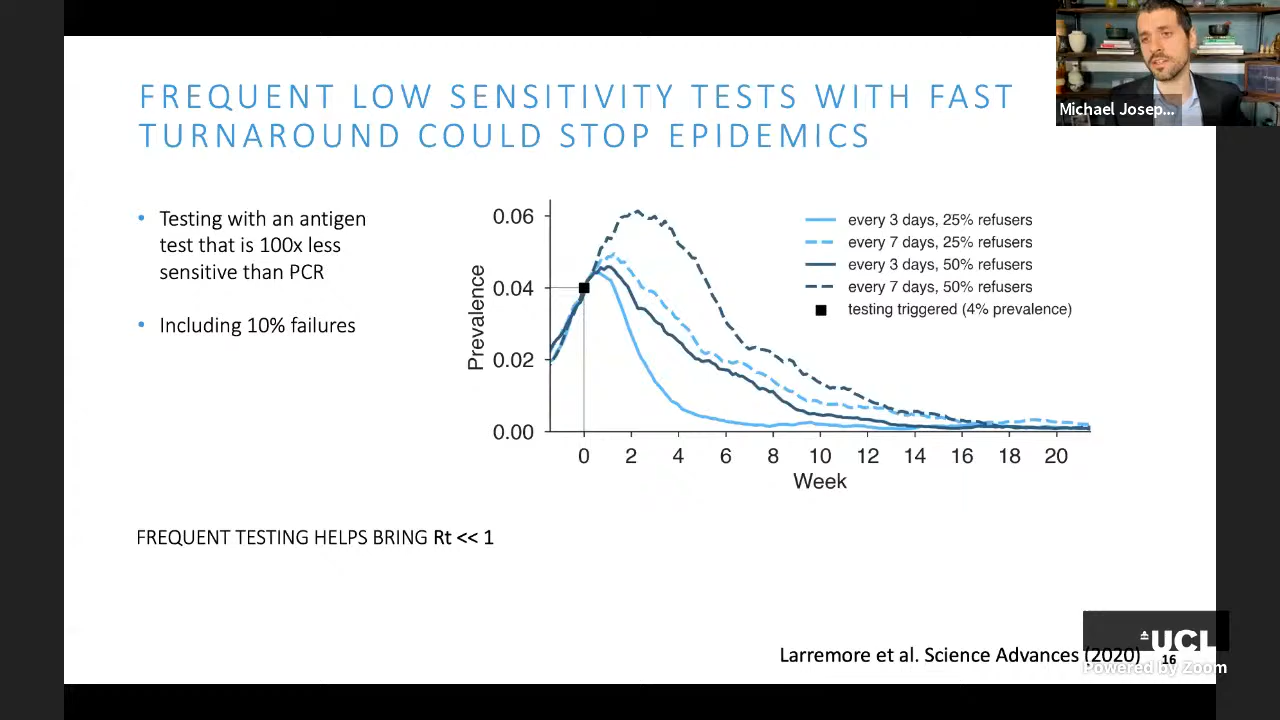 FREQUENT LOW SENSITIVITY TESTS WITH FAST
TURNAROUND COULD STOP EPIDEMICS
Michael Josep...
• Testing with an antigen
test that is 100x less
sensitive than PCR
• Including 10% failures
0.06
0.04
0.02
0.00
Prevalence
every 3 days, 25% refusers
every 7 days, 25% refusers
every 3 days, 50% refusers
every 7 days, 50% refusers
testing triggered (4% prevalence)
0 2 4 6 8 10 12 14 16 18 20
Week
FREQUENT TESTING HELPS BRING Rt << 1
UCL
Larremore et al. Science Advances (2020) 16
Powered by Zoom